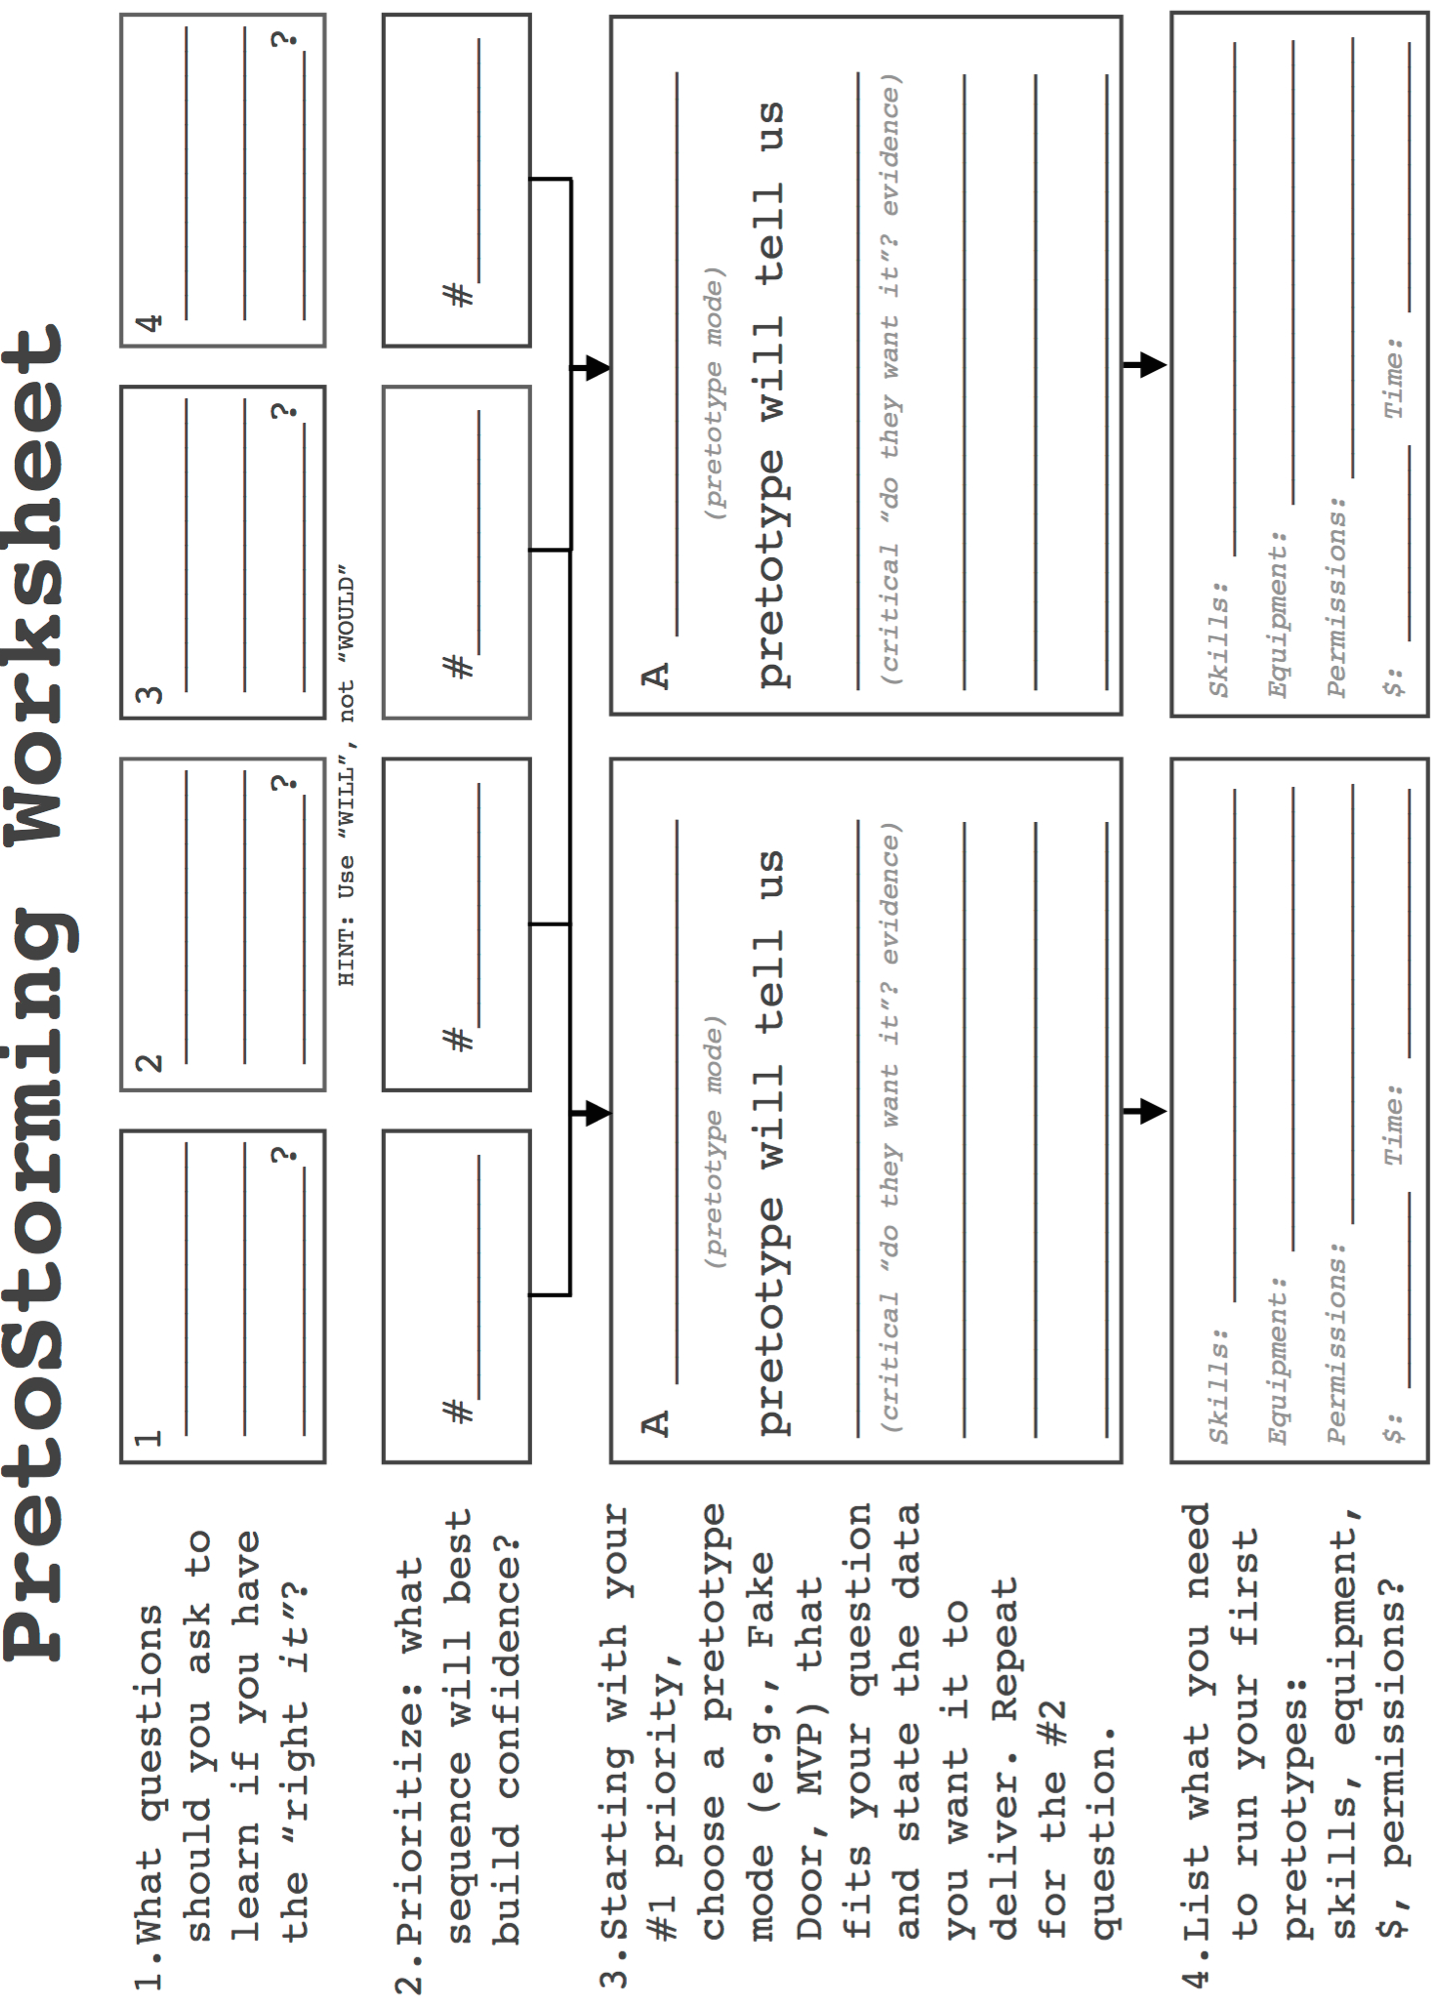 PretoStorming Worksheet
1.What questions
should you ask to
learn if you have
the “right it”?
1
?
2
?
3
?
4
?
HINT: Use “WILL”, not “WOULD”
2.Prioritize: what
sequence will best
build confidence?
#
#
#
#
3.Starting with your
#1 priority,
choose a pretotype
mode (e.g., Fake
Door, MVP) that
fits your question
and state the data
you want it to
deliver. Repeat
for the #2
question.
A
(pretotype mode)
pretotype will tell us
(critical “do they want it”? evidence)
A
(pretotype mode)
pretotype will tell us
(critical “do they want it”? evidence)
4.List what you need
to run your first
pretotypes:
skills, equipment,
$, permissions?
Skills:
Equipment:
Permissions:
$: Time:
Skills:
Equipment:
Permissions:
$: Time: